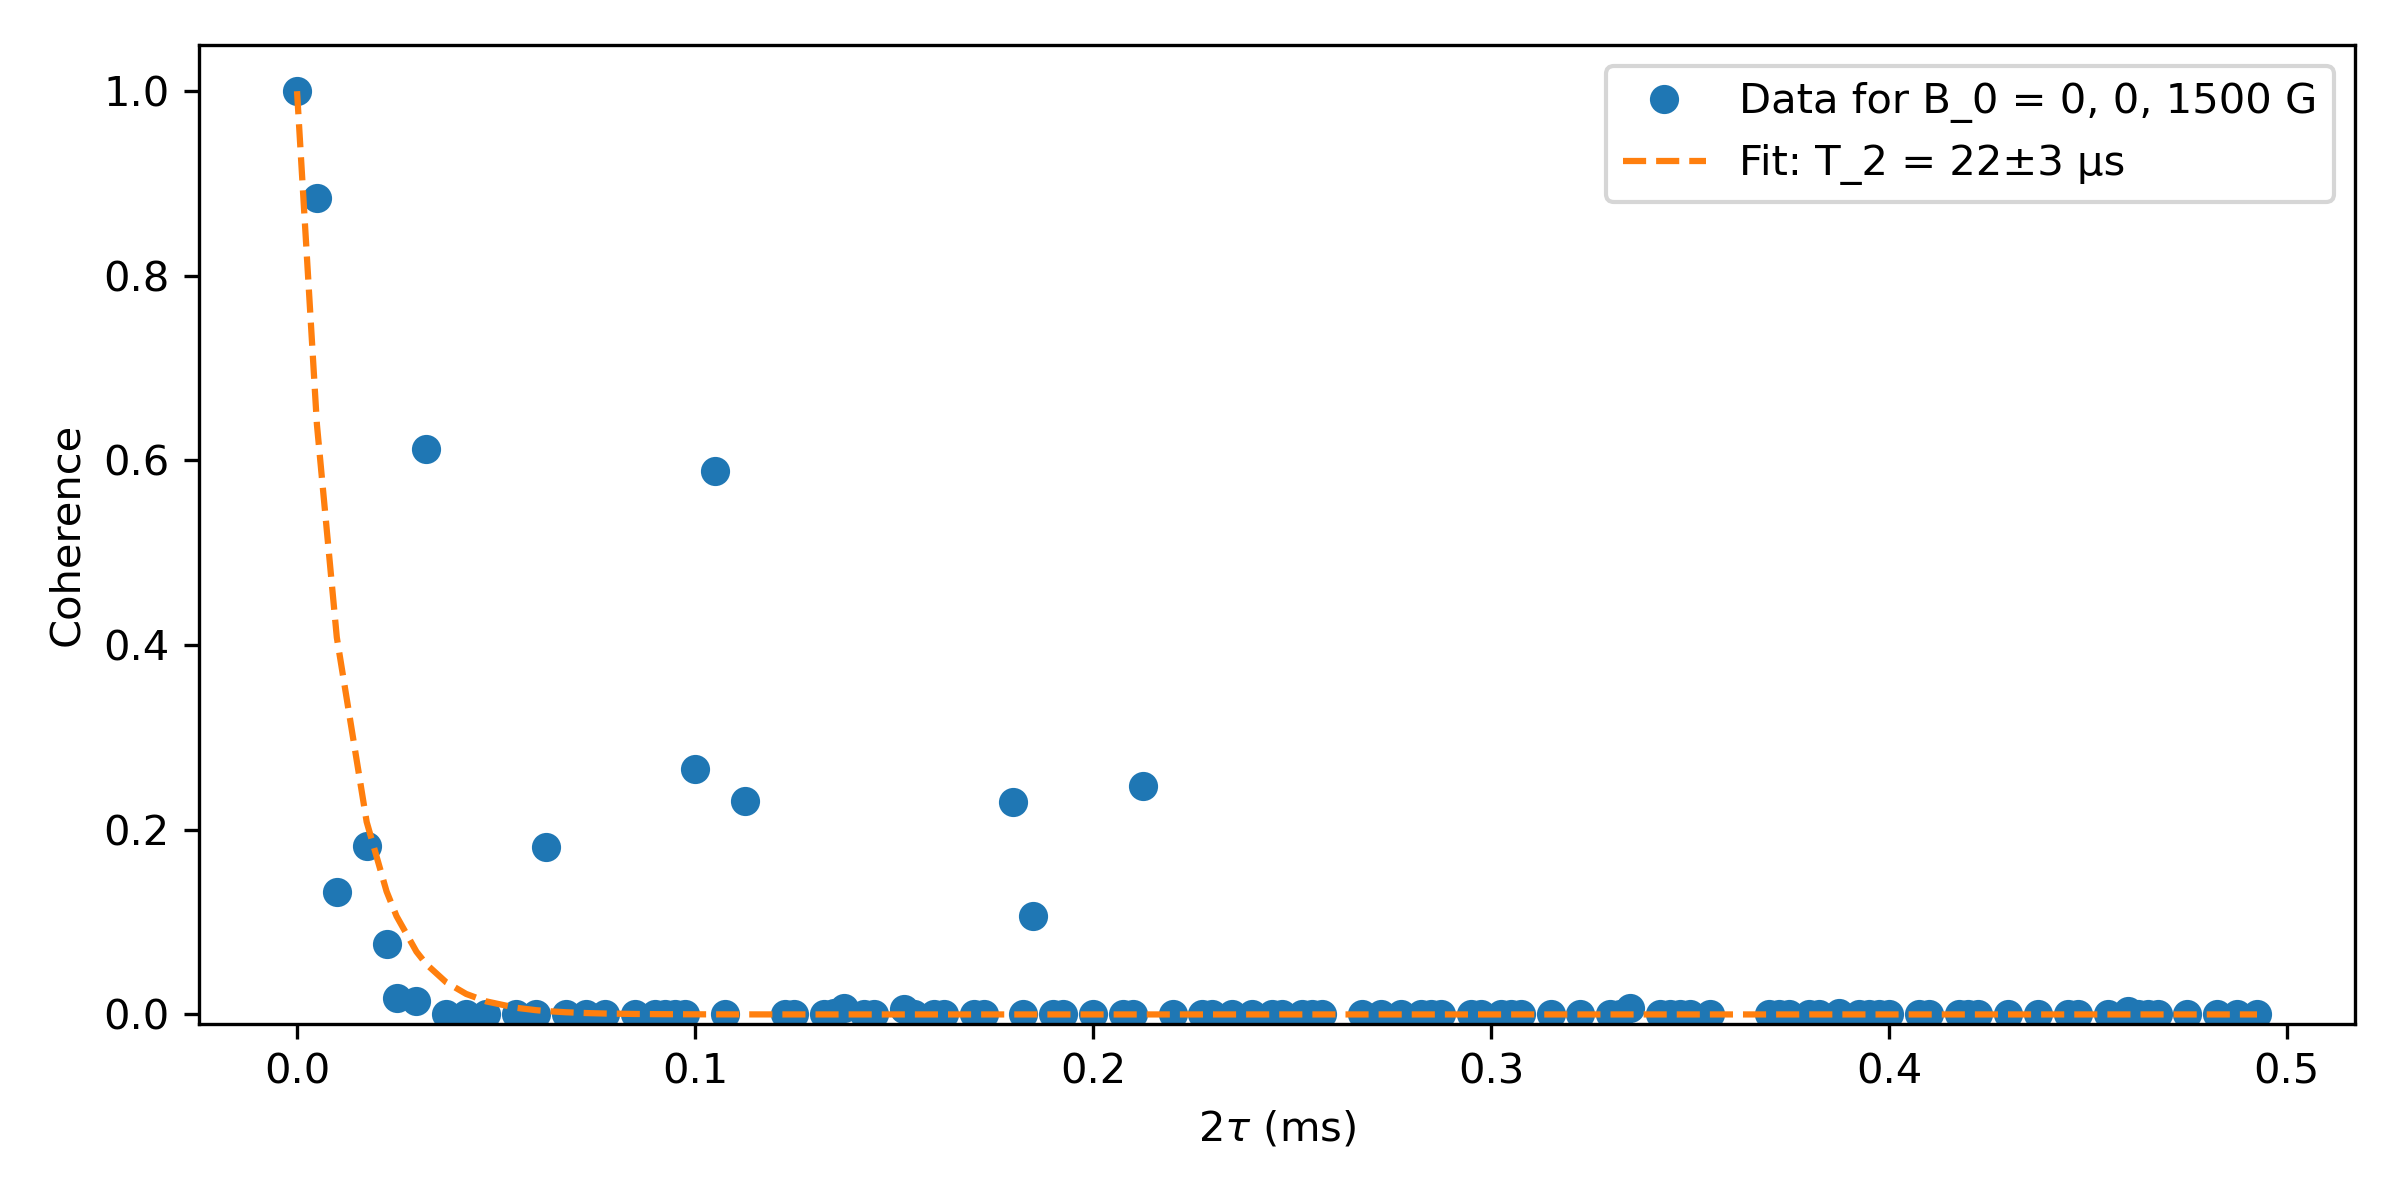 Data for B_0 = 0, 0, 1500 G
Fit: T_2 = 22±3 µs
1.0
0.8
0.6
0.4
0.2
0.0
Coherence
0.0 0.1 0.2 0.3 0.4 0.5
2τ (ms)